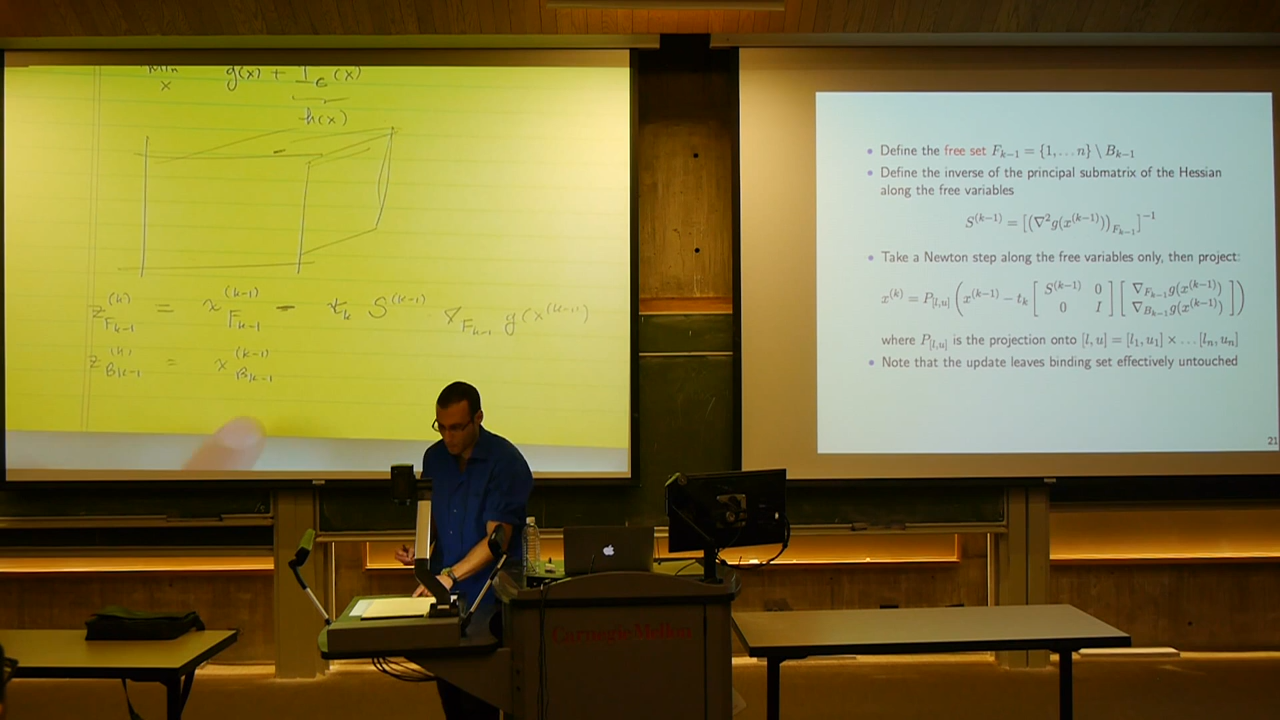 min g(x) + I_C(x)
x
h(x)
z^{(k)}_{F_{k-1}} = x^{(k-1)}_{F_{k-1}} - t_k S^{(k-1)} ∇_{F_{k-1}} g(x^{(k-1)})
z^{(k)}_{B_{k-1}} = x^{(k-1)}_{B_{k-1}}
• Define the free set F_{k-1} = {1, ... n} \ B_{k-1}
• Define the inverse of the principal submatrix of the Hessian
along the free variables
S^{(k-1)} = [(∇²g(x^{(k-1)}))_{F_{k-1}}]^{-1}
• Take a Newton step along the free variables only, then project:
x^{(k)} = P_{[l,u]} ( x^{(k-1)} - t_k [ S^{(k-1)} 0 ; 0 I ] [ ∇_{F_{k-1}} g(x^{(k-1)}) ; ∇_{B_{k-1}} g(x^{(k-1)}) ] )
where P_{[l,u]} is the projection onto [l, u] = [l_1, u_1] × ... [l_n, u_n]
• Note that the update leaves binding set effectively untouched
21
Carnegie Mellon